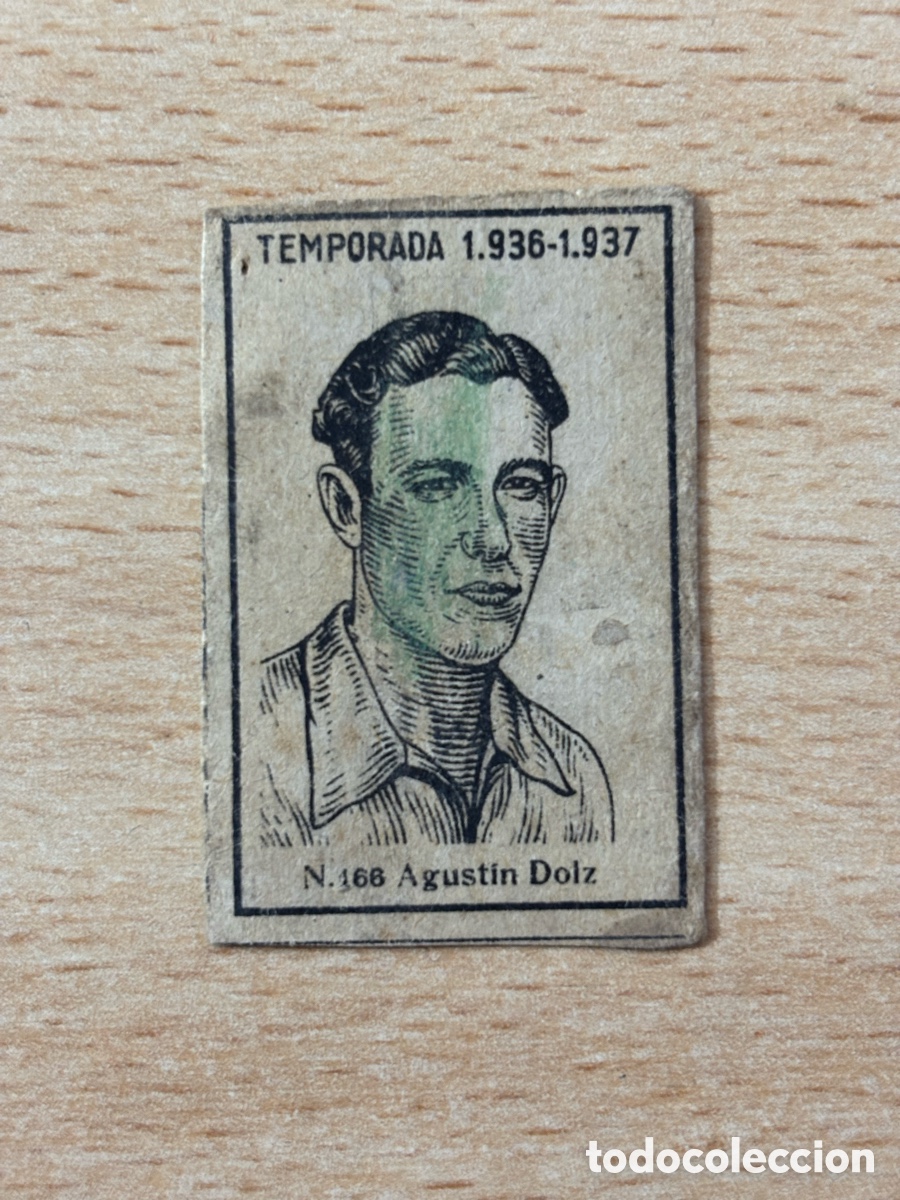 TEMPORADA 1.936-1.937
N.166 Agustín Dolz
todocoleccion